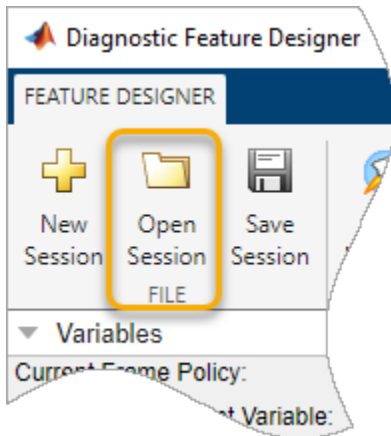 Diagnostic Feature Designer
FEATURE DESIGNER
New Open Save
Session Session Session
FILE
Variables
Current Frame Policy:
Variable: